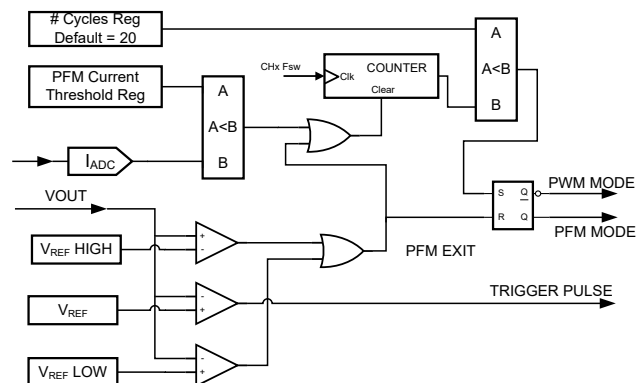 # Cycles Reg
Default = 20
A
A<B
B
PFM Current
Threshold Reg
A
A<B
B
CHx Fsw
Clk
COUNTER
Clear
IADC
S
Q
R
Q
PWM MODE
PFM MODE
VOUT
PFM EXIT
VREF HIGH
+
-
VREF
-
+
TRIGGER PULSE
VREF LOW
-
+